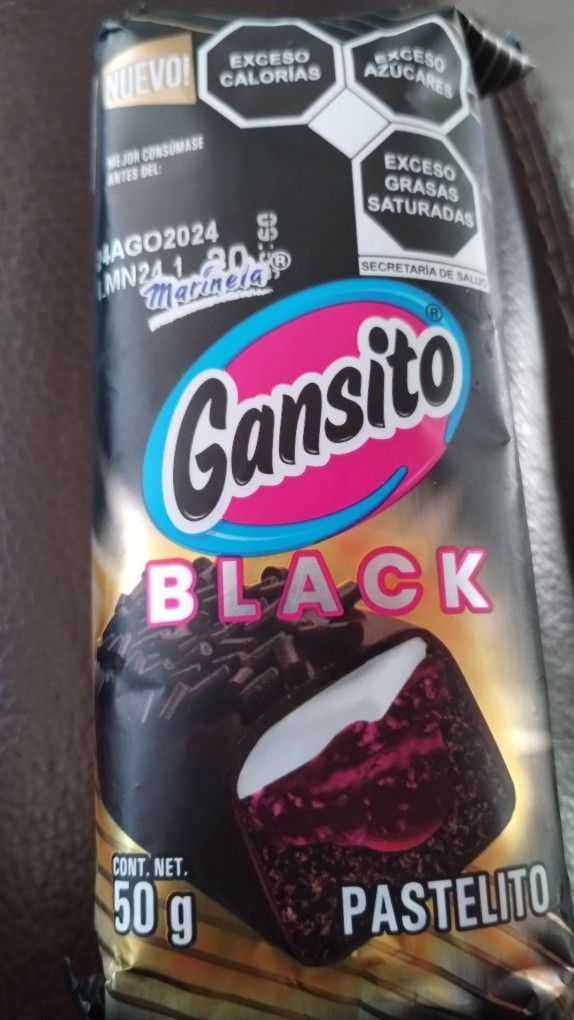 ¡NUEVO!
EXCESO
CALORÍAS
EXCESO
AZÚCARES
EXCESO
GRASAS
SATURADAS
SECRETARÍA DE SALUD
MEJOR CONSÚMASE
ANTES DEL:
4AGO2024
Marinela®
Gansito®
BLACK
CONT. NET.
50 g
PASTELITO